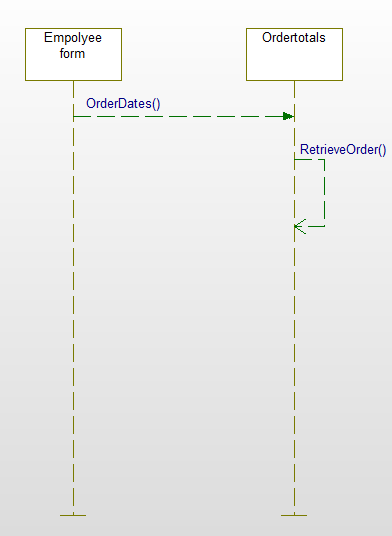 Empolyee
form
Ordertotals
OrderDates()
RetrieveOrder()